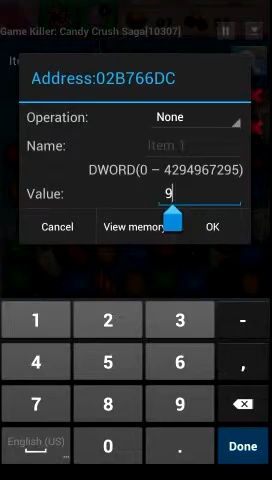 Game Killer: Candy Crush Saga[10307]
Address:02B766DC
Operation: None
Name: Item 1
DWORD(0 – 4294967295)
Value: 9
Cancel View memory OK
1 2 3 -
4 5 6 ,
7 8 9
English (US) 0 . Done